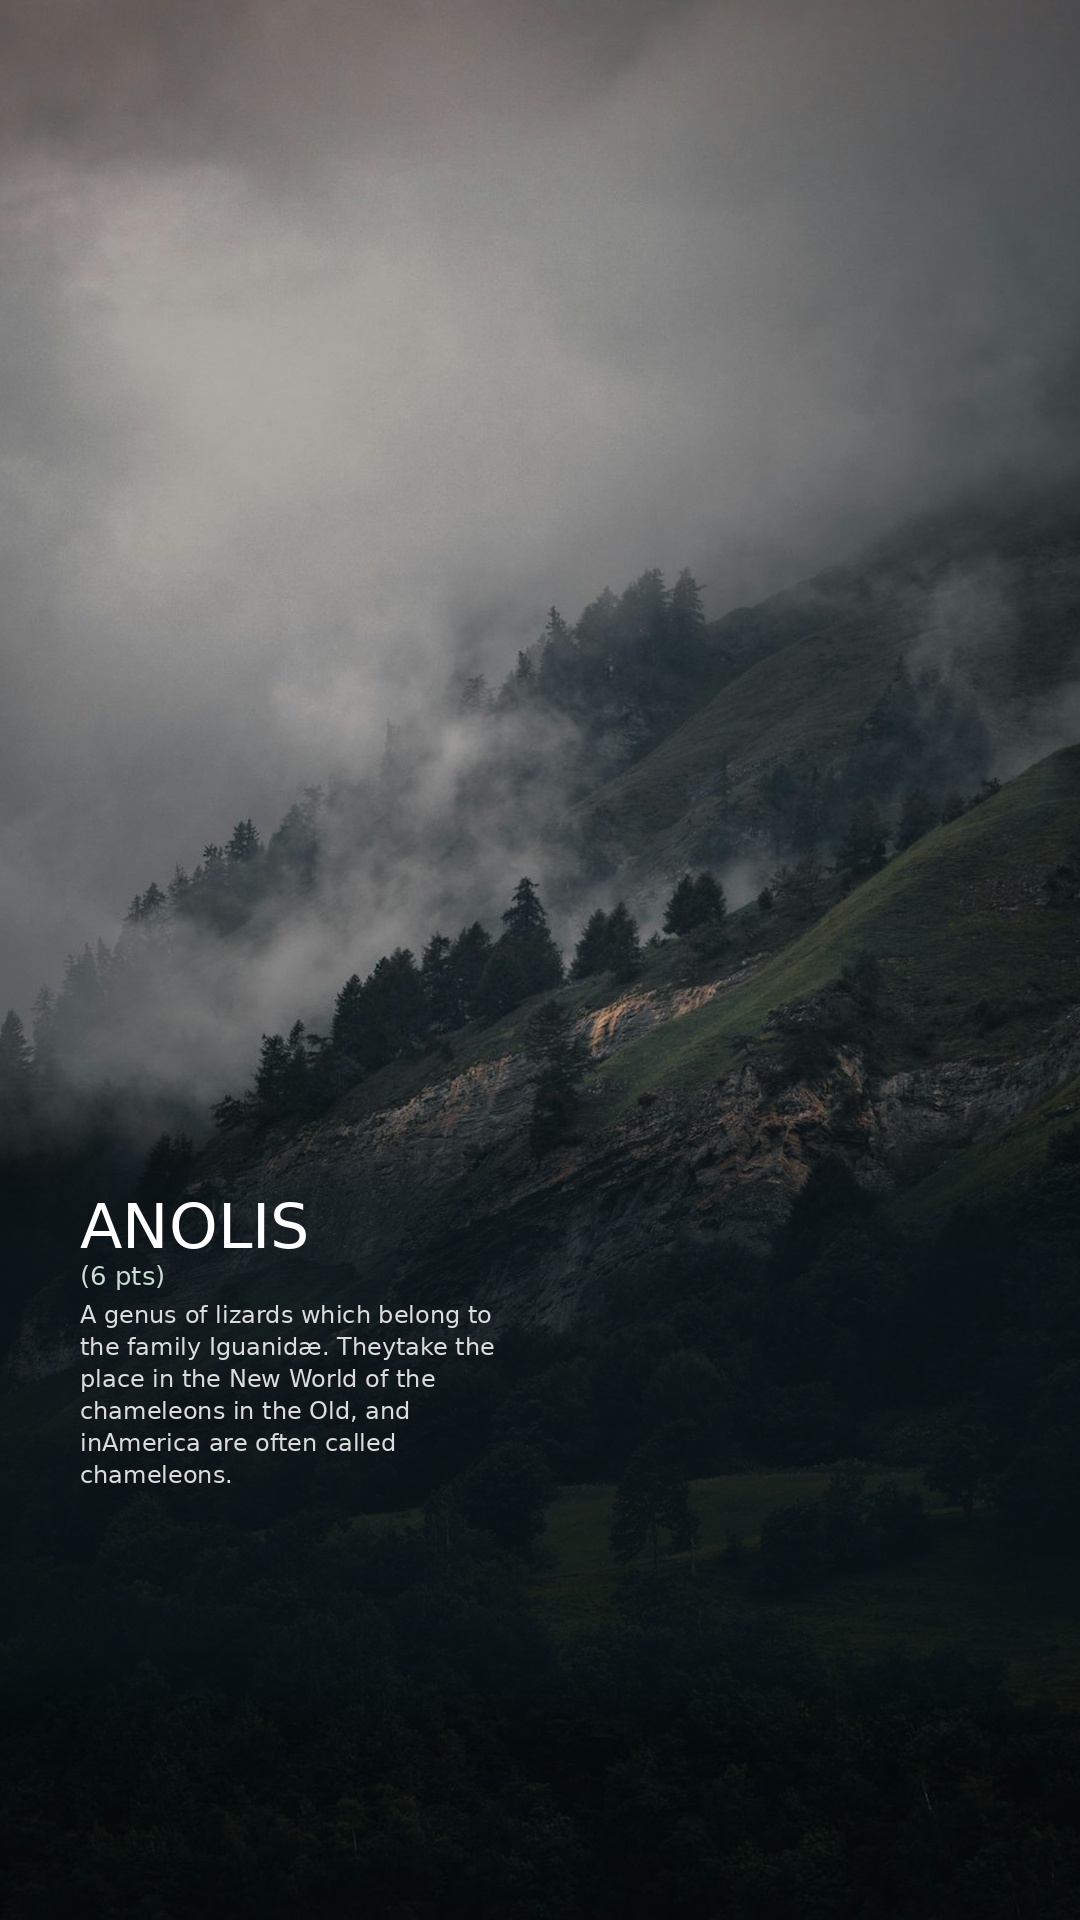 ANOLIS
(6 pts)
A genus of lizards which belong to
the family Iguanidæ. Theytake the
place in the New World of the
chameleons in the Old, and
inAmerica are often called
chameleons.